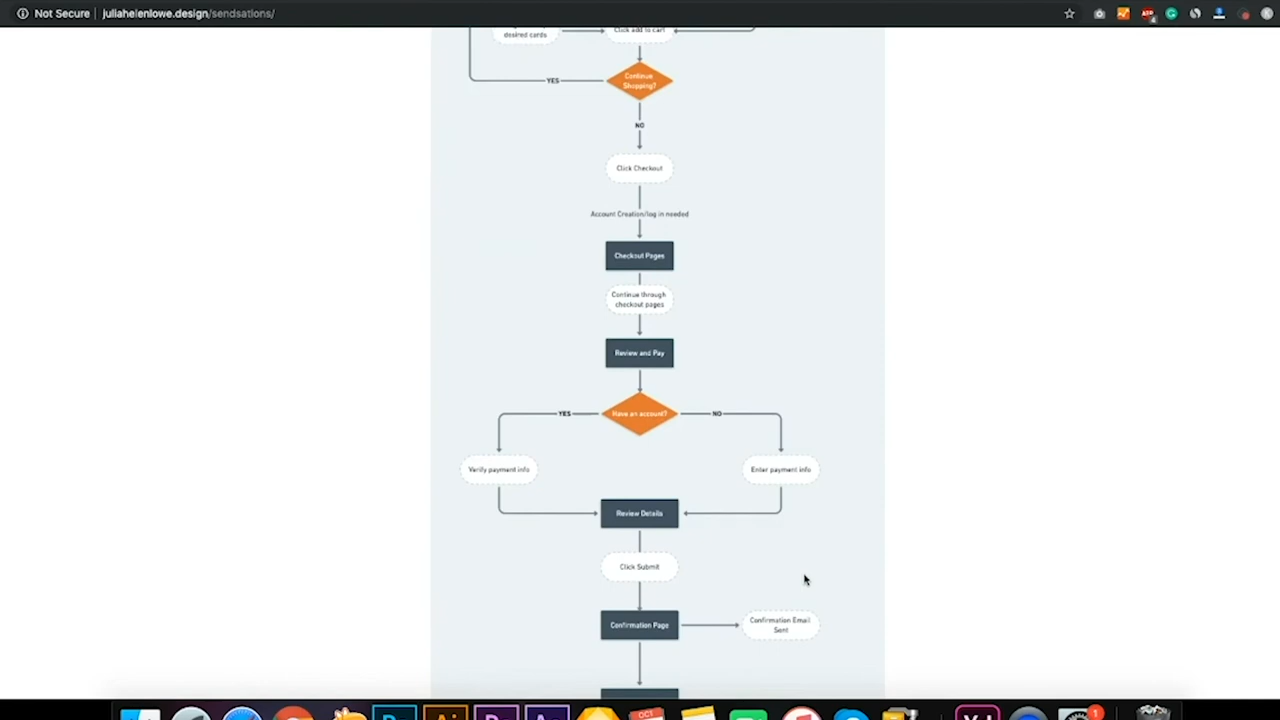 Not Secure
juliahelenlowe.design/sendsations/
desired cards
Click add to cart
Continue
Shopping?
YES
NO
Click Checkout
Account Creation/log in needed
Checkout Pages
Continue through
checkout pages
Review and Pay
YES
Have an account?
NO
Verify payment info
Enter payment info
Review Details
Click Submit
Confirmation Page
Confirmation Email
Sent
OCT
1